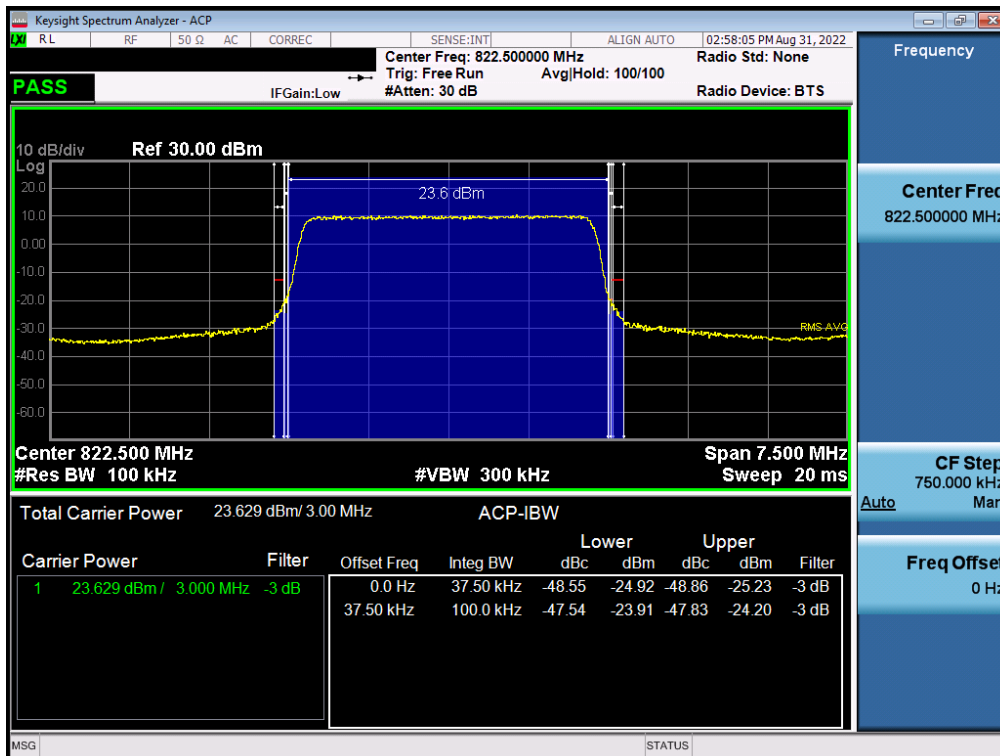 Keysight Spectrum Analyzer - ACP
LXI RL RF 50 Ω AC CORREC SENSE:INT ALIGN AUTO 02:58:05 PM Aug 31, 2022
Center Freq: 822.500000 MHz Radio Std: None
Trig: Free Run Avg|Hold: 100/100
PASS IFGain:Low #Atten: 30 dB Radio Device: BTS
10 dB/div Ref 30.00 dBm
Log
20.0
23.6 dBm
10.0
0.00
-10.0
-20.0
-30.0
RMS AVG
-40.0
-50.0
-60.0
Center 822.500 MHz Span 7.500 MHz
#Res BW 100 kHz #VBW 300 kHz Sweep 20 ms
Total Carrier Power 23.629 dBm/ 3.00 MHz ACP-IBW
Lower Upper
Carrier Power Filter Offset Freq Integ BW dBc dBm dBc dBm Filter
1 23.629 dBm / 3.000 MHz -3 dB 0.0 Hz 37.50 kHz -48.55 -24.92 -48.86 -25.23 -3 dB
37.50 kHz 100.0 kHz -47.54 -23.91 -47.83 -24.20 -3 dB
Frequency
Center Freq
822.500000 MHz
CF Step
750.000 kHz
Auto Man
Freq Offset
0 Hz
MSG STATUS